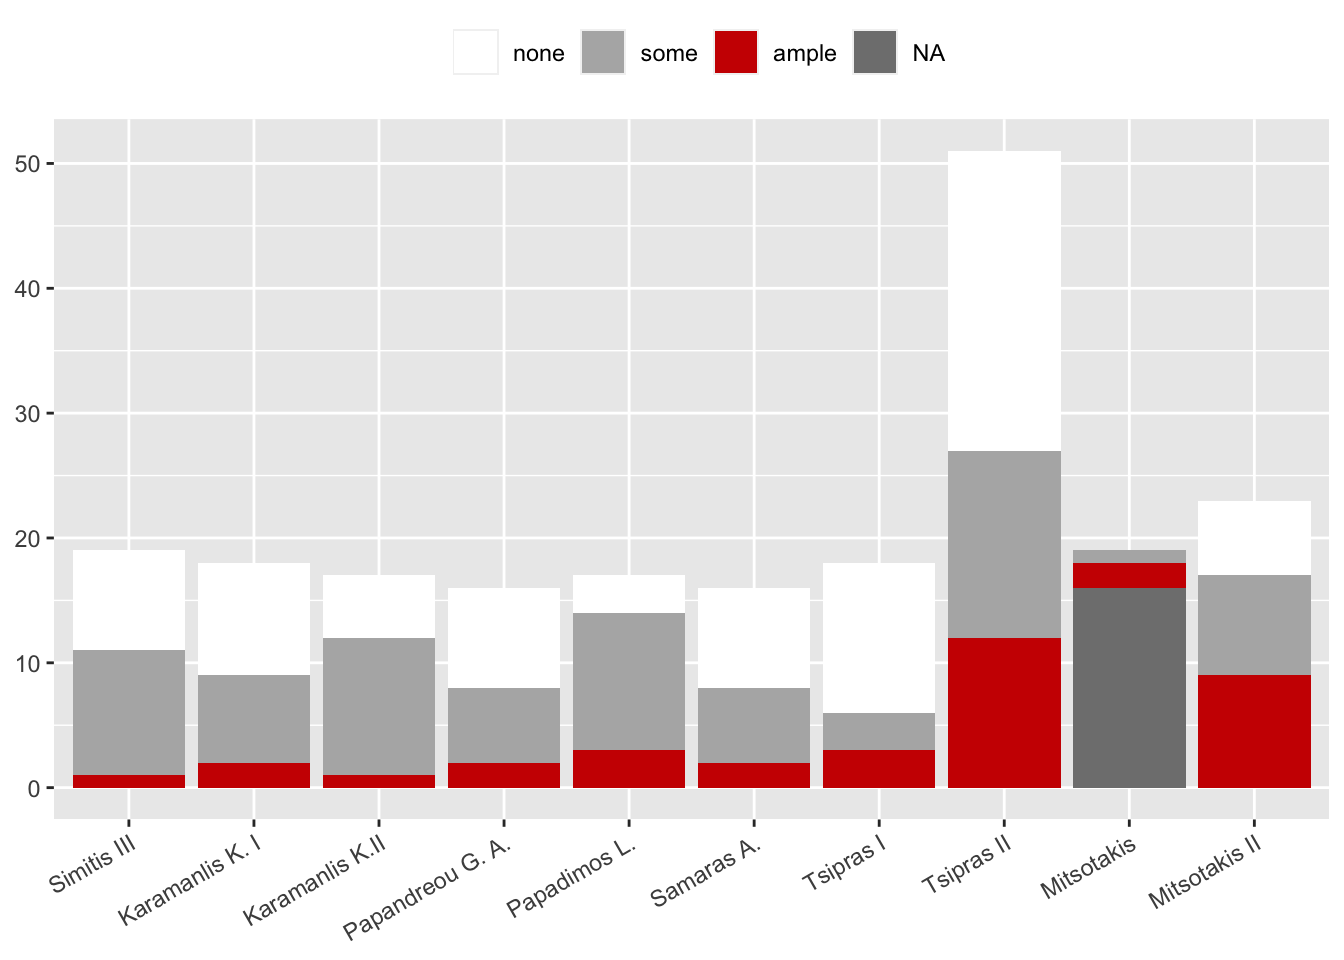 none some ample NA
50
40
30
20
10
0
Simitis III
Karamanlis K. I
Karamanlis K.II
Papandreou G. A.
Papadimos L.
Samaras A.
Tsipras I
Tsipras II
Mitsotakis
Mitsotakis II